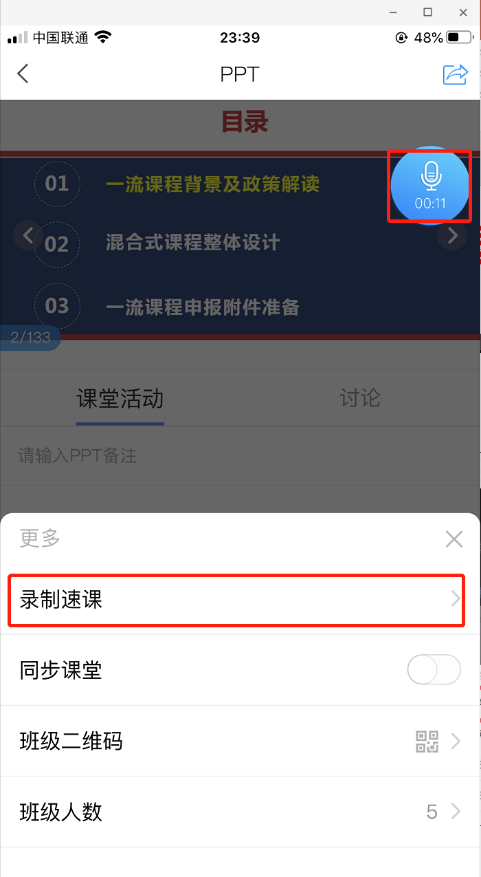 中国联通 23:39 48%
PPT
目录
01 一流课程背景及政策解读
00:11
02 混合式课程整体设计
03 一流课程申报附件准备
2/133
课堂活动 讨论
请输入PPT备注
更多
录制速课
同步课堂
班级二维码
班级人数 5